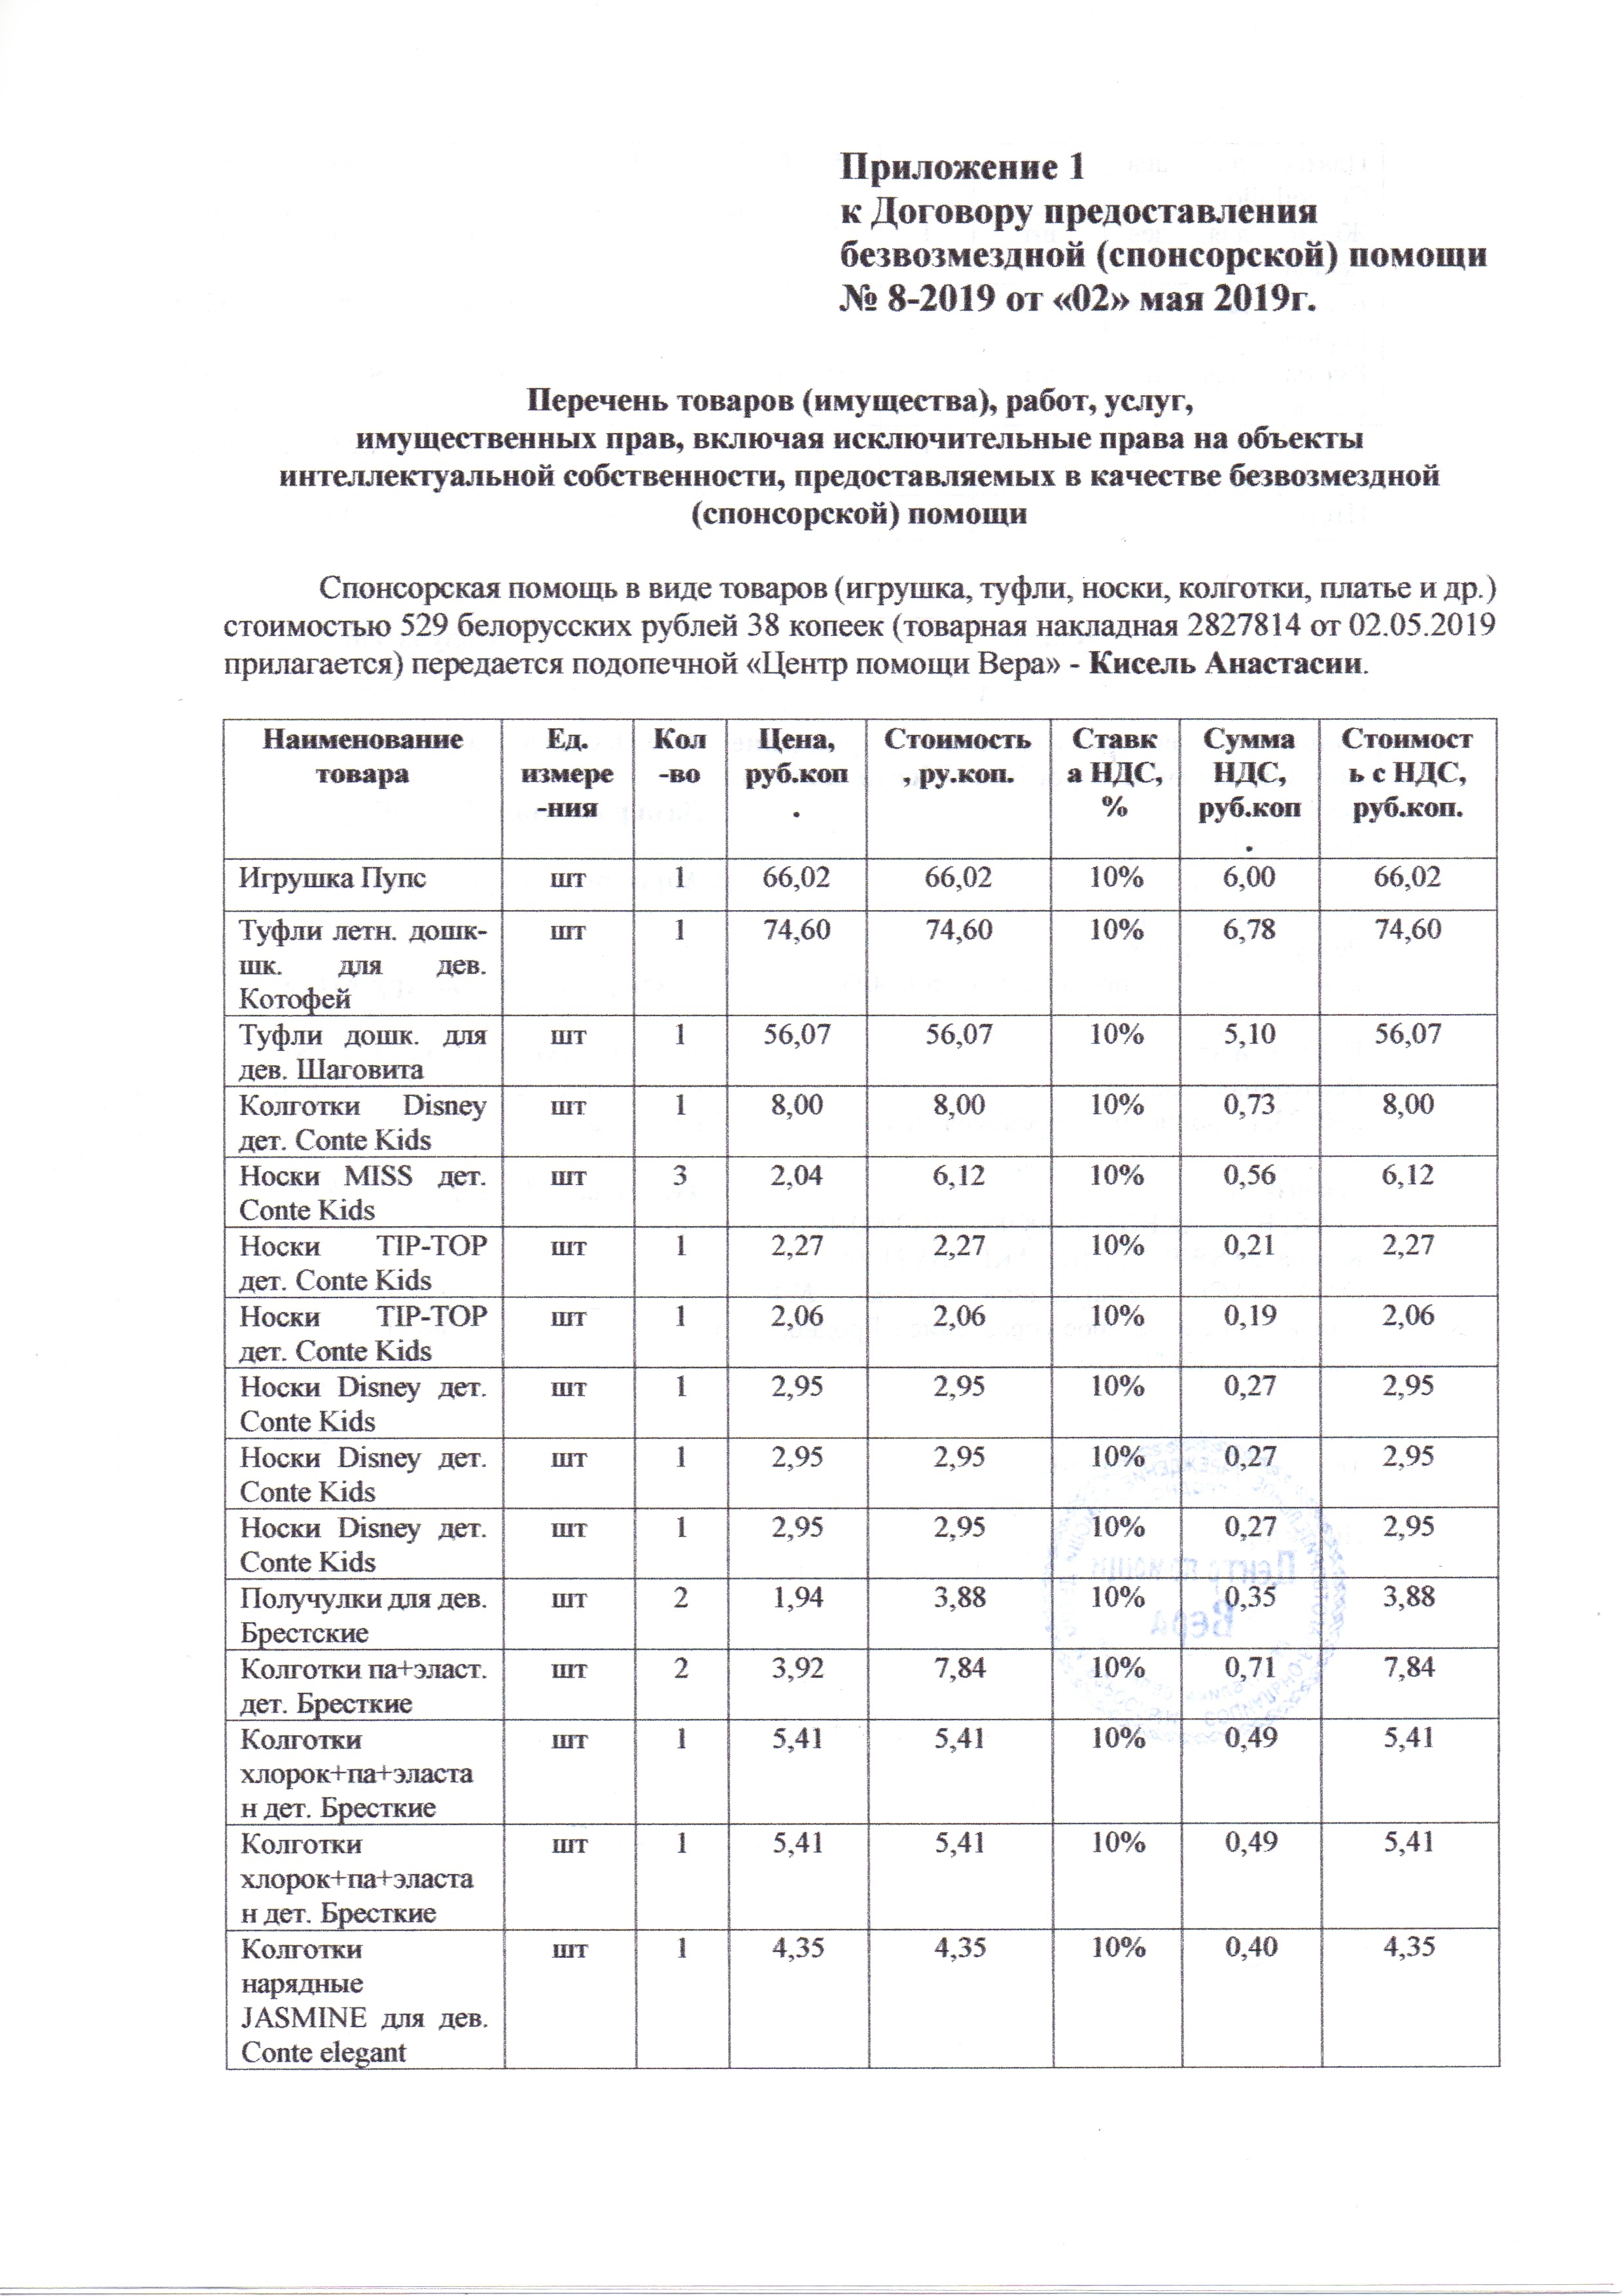 Приложение 1
к Договору предоставления
безвозмездной (спонсорской) помощи
№ 8-2019 от «02» мая 2019г.
Перечень товаров (имущества), работ, услуг,
имущественных прав, включая исключительные права на объекты
интеллектуальной собственности, предоставляемых в качестве безвозмездной
(спонсорской) помощи
Спонсорская помощь в виде товаров (игрушка, туфли, носки, колготки, платье и др.)
стоимостью 529 белорусских рублей 38 копеек (товарная накладная 2827814 от 02.05.2019
прилагается) передается подопечной «Центр помощи Вера» - Кисель Анастасии.
Наименование Ед. Кол Цена, Стоимость Ставк Сумма Стоимост
товара измере -во руб.коп , ру.коп. а НДС, НДС, ь с НДС,
-ния . % руб.коп руб.коп.
.
Игрушка Пупс шт 1 66,02 66,02 10% 6,00 66,02
Туфли летн. дошк- шт 1 74,60 74,60 10% 6,78 74,60
шк. для дев.
Котофей
Туфли дошк. для шт 1 56,07 56,07 10% 5,10 56,07
дев. Шаговита
Колготки Disney шт 1 8,00 8,00 10% 0,73 8,00
дет. Conte Kids
Носки MISS дет. шт 3 2,04 6,12 10% 0,56 6,12
Conte Kids
Носки TIP-TOP шт 1 2,27 2,27 10% 0,21 2,27
дет. Conte Kids
Носки TIP-TOP шт 1 2,06 2,06 10% 0,19 2,06
дет. Conte Kids
Носки Disney дет. шт 1 2,95 2,95 10% 0,27 2,95
Conte Kids
Носки Disney дет. шт 1 2,95 2,95 10% 0,27 2,95
Conte Kids
Носки Disney дет. шт 1 2,95 2,95 10% 0,27 2,95
Conte Kids
Получулки для дев. шт 2 1,94 3,88 10% 0,35 3,88
Брестские
Колготки па+эласт. шт 2 3,92 7,84 10% 0,71 7,84
дет. Бресткие
Колготки шт 1 5,41 5,41 10% 0,49 5,41
хлорок+па+эласта
н дет. Бресткие
Колготки шт 1 5,41 5,41 10% 0,49 5,41
хлорок+па+эласта
н дет. Бресткие
Колготки шт 1 4,35 4,35 10% 0,40 4,35
нарядные
JASMINE для дев.
Conte elegant
Центр помощи
Вера